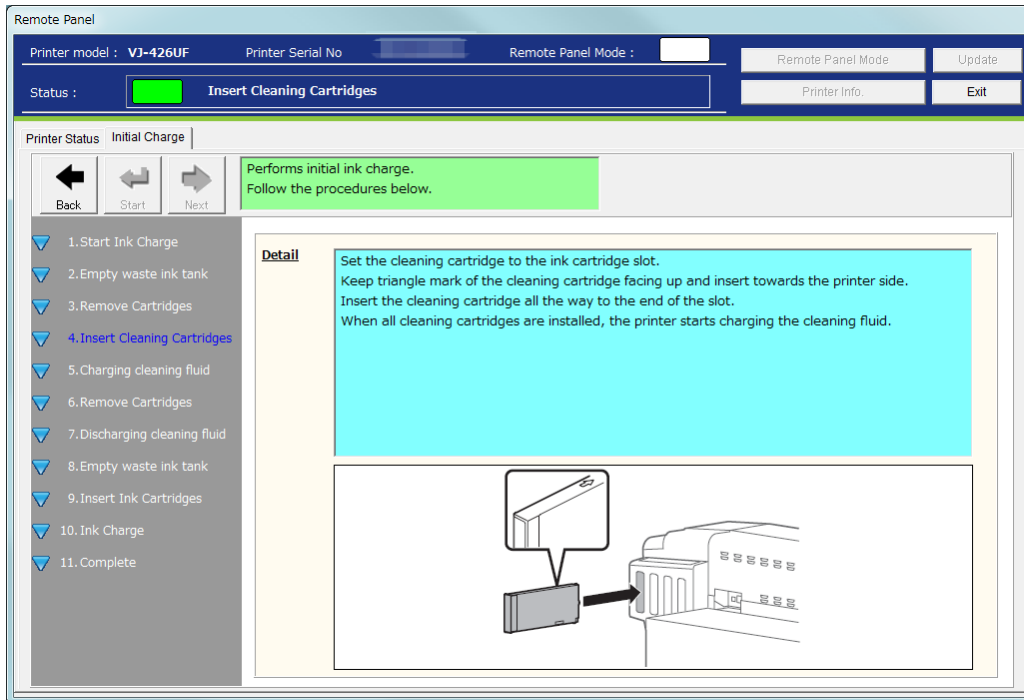 Remote Panel
Printer model : VJ-426UF Printer Serial No Remote Panel Mode :
Remote Panel Mode Update
Status : Insert Cleaning Cartridges
Printer Info. Exit
Printer Status Initial Charge
Back Start Next
Performs initial ink charge.
Follow the procedures below.
1.Start Ink Charge
2.Empty waste ink tank
3.Remove Cartridges
4.Insert Cleaning Cartridges
5.Charging cleaning fluid
6.Remove Cartridges
7.Discharging cleaning fluid
8.Empty waste ink tank
9.Insert Ink Cartridges
10.Ink Charge
11.Complete
Detail
Set the cleaning cartridge to the ink cartridge slot.
Keep triangle mark of the cleaning cartridge facing up and insert towards the printer side.
Insert the cleaning cartridge all the way to the end of the slot.
When all cleaning cartridges are installed, the printer starts charging the cleaning fluid.